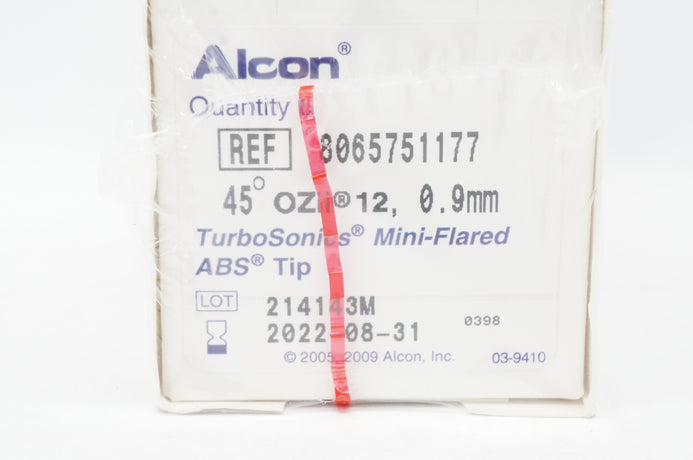 Alcon®
Quantity
REF 8065751177
45° OZil®12, 0.9mm
TurboSonics® Mini-Flared
ABS® Tip
LOT 214143M
2022-08-31 0398
© 2005, 2009 Alcon, Inc. 03-9410